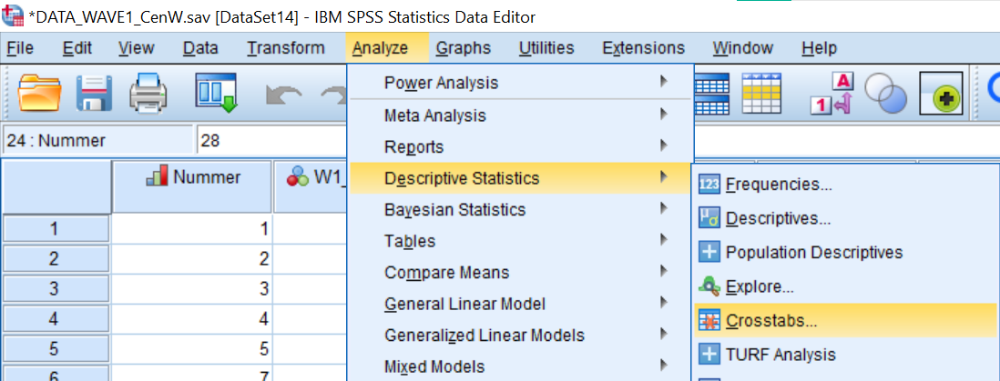 *DATA_WAVE1_CenW.sav [DataSet14] - IBM SPSS Statistics Data Editor
File Edit View Data Transform Analyze Graphs Utilities Extensions Window Help
Power Analysis
A
1
Meta Analysis
24 : Nummer 28
Reports
Nummer W1_
Descriptive Statistics
123 Frequencies...
Bayesian Statistics
Descriptives...
1 1
Tables
Population Descriptives
2 2
Compare Means
Explore...
3 3
General Linear Model
Crosstabs...
4 4
Generalized Linear Models
5 5
TURF Analysis
Mixed Models
6 7